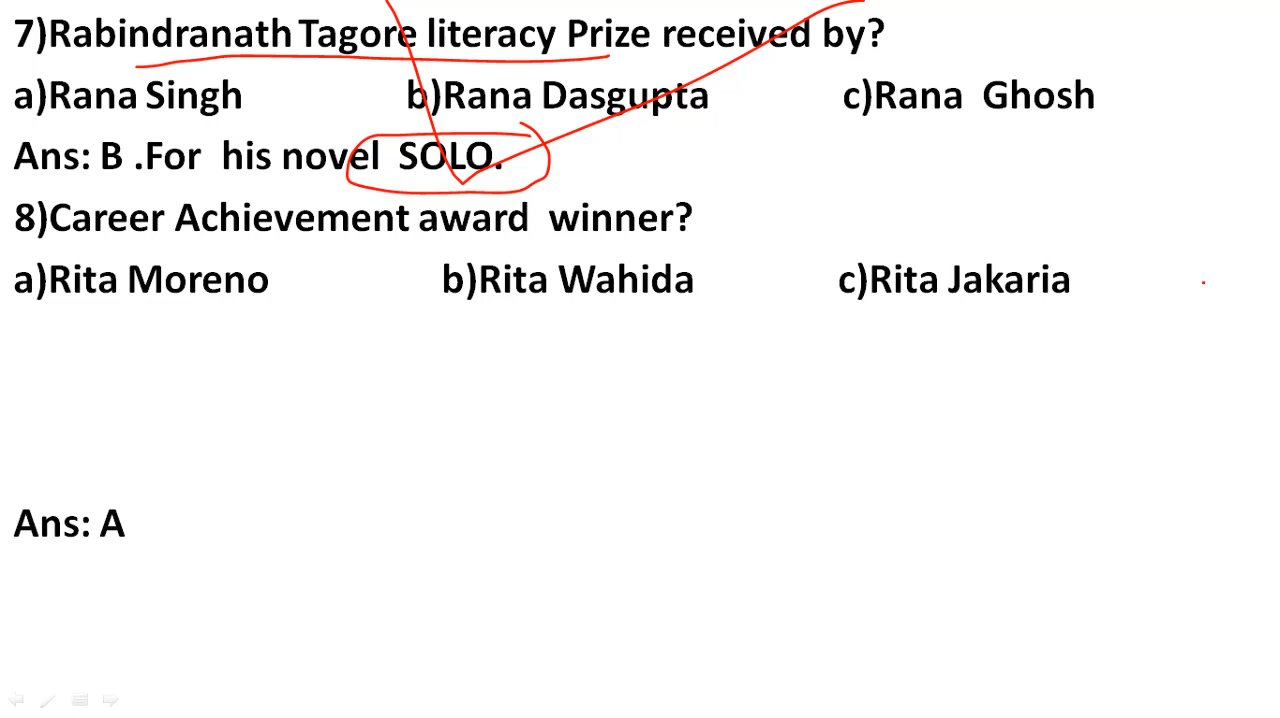 7)Rabindranath Tagore literacy Prize received by?
a)Rana Singh b)Rana Dasgupta c)Rana Ghosh
Ans: B .For his novel SOLO.
8)Career Achievement award winner?
a)Rita Moreno b)Rita Wahida c)Rita Jakaria
Ans: A